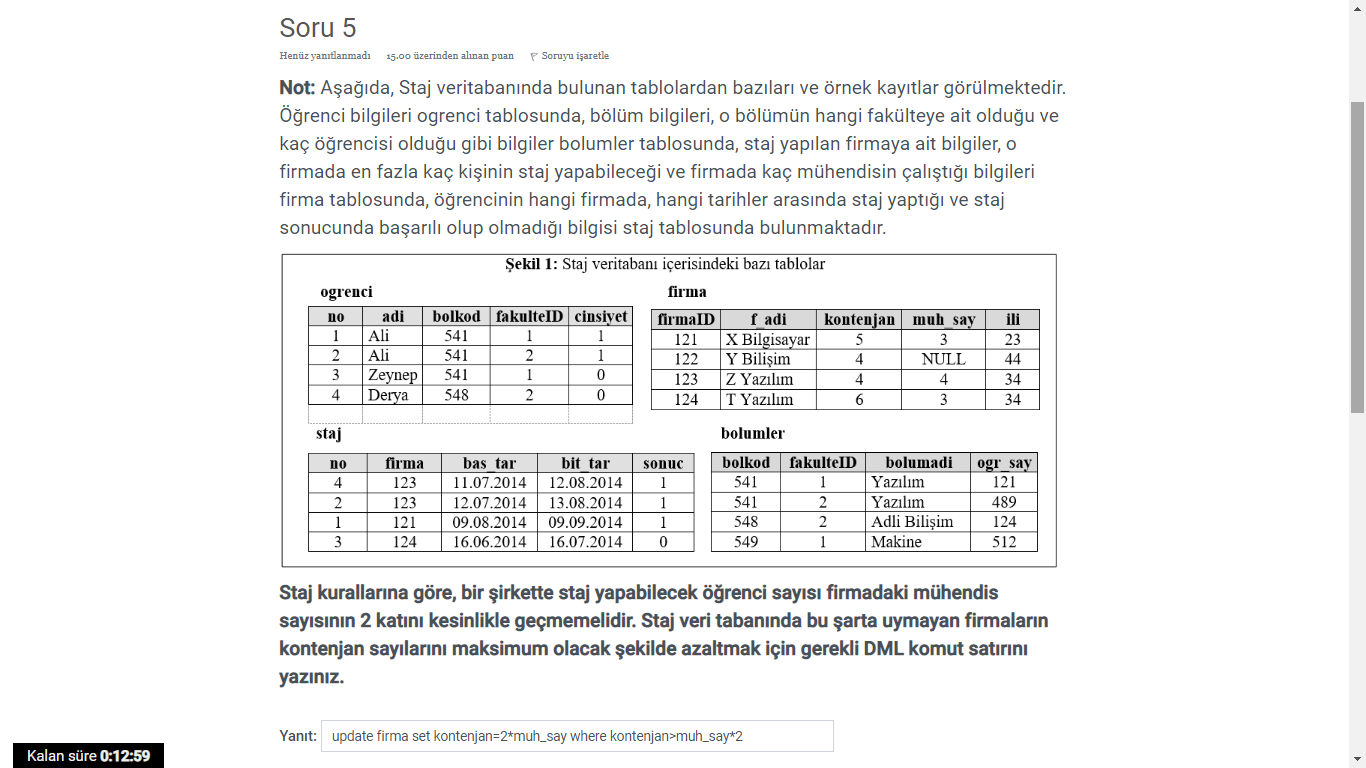 Soru 5
Henüz yanıtlanmadı 15.00 üzerinden alınan puan Soruyu işaretle
Not: Aşağıda, Staj veritabanında bulunan tablolardan bazıları ve örnek kayıtlar görülmektedir.
Öğrenci bilgileri ogrenci tablosunda, bölüm bilgileri, o bölümün hangi fakülteye ait olduğu ve
kaç öğrencisi olduğu gibi bilgiler bolumler tablosunda, staj yapılan firmaya ait bilgiler, o
firmada en fazla kaç kişinin staj yapabileceği ve firmada kaç mühendisin çalıştığı bilgileri
firma tablosunda, öğrencinin hangi firmada, hangi tarihler arasında staj yaptığı ve staj
sonucunda başarılı olup olmadığı bilgisi staj tablosunda bulunmaktadır.
Şekil 1: Staj veritabanı içerisindeki bazı tablolar
ogrenci
no adi bolkod fakulteID cinsiyet
1 Ali 541 1 1
2 Ali 541 2 1
3 Zeynep 541 1 0
4 Derya 548 2 0
firma
firmaID f_adi kontenjan muh_say ili
121 X Bilgisayar 5 3 23
122 Y Bilişim 4 NULL 44
123 Z Yazılım 4 4 34
124 T Yazılım 6 3 34
staj
no firma bas_tar bit_tar sonuc
4 123 11.07.2014 12.08.2014 1
2 123 12.07.2014 13.08.2014 1
1 121 09.08.2014 09.09.2014 1
3 124 16.06.2014 16.07.2014 0
bolumler
bolkod fakulteID bolumadi ogr_say
541 1 Yazılım 121
541 2 Yazılım 489
548 2 Adli Bilişim 124
549 1 Makine 512
Staj kurallarına göre, bir şirkette staj yapabilecek öğrenci sayısı firmadaki mühendis
sayısının 2 katını kesinlikle geçmemelidir. Staj veri tabanında bu şarta uymayan firmaların
kontenjan sayılarını maksimum olacak şekilde azaltmak için gerekli DML komut satırını
yazınız.
Yanıt: update firma set kontenjan=2*muh_say where kontenjan>muh_say*2
Kalan süre 0:12:59